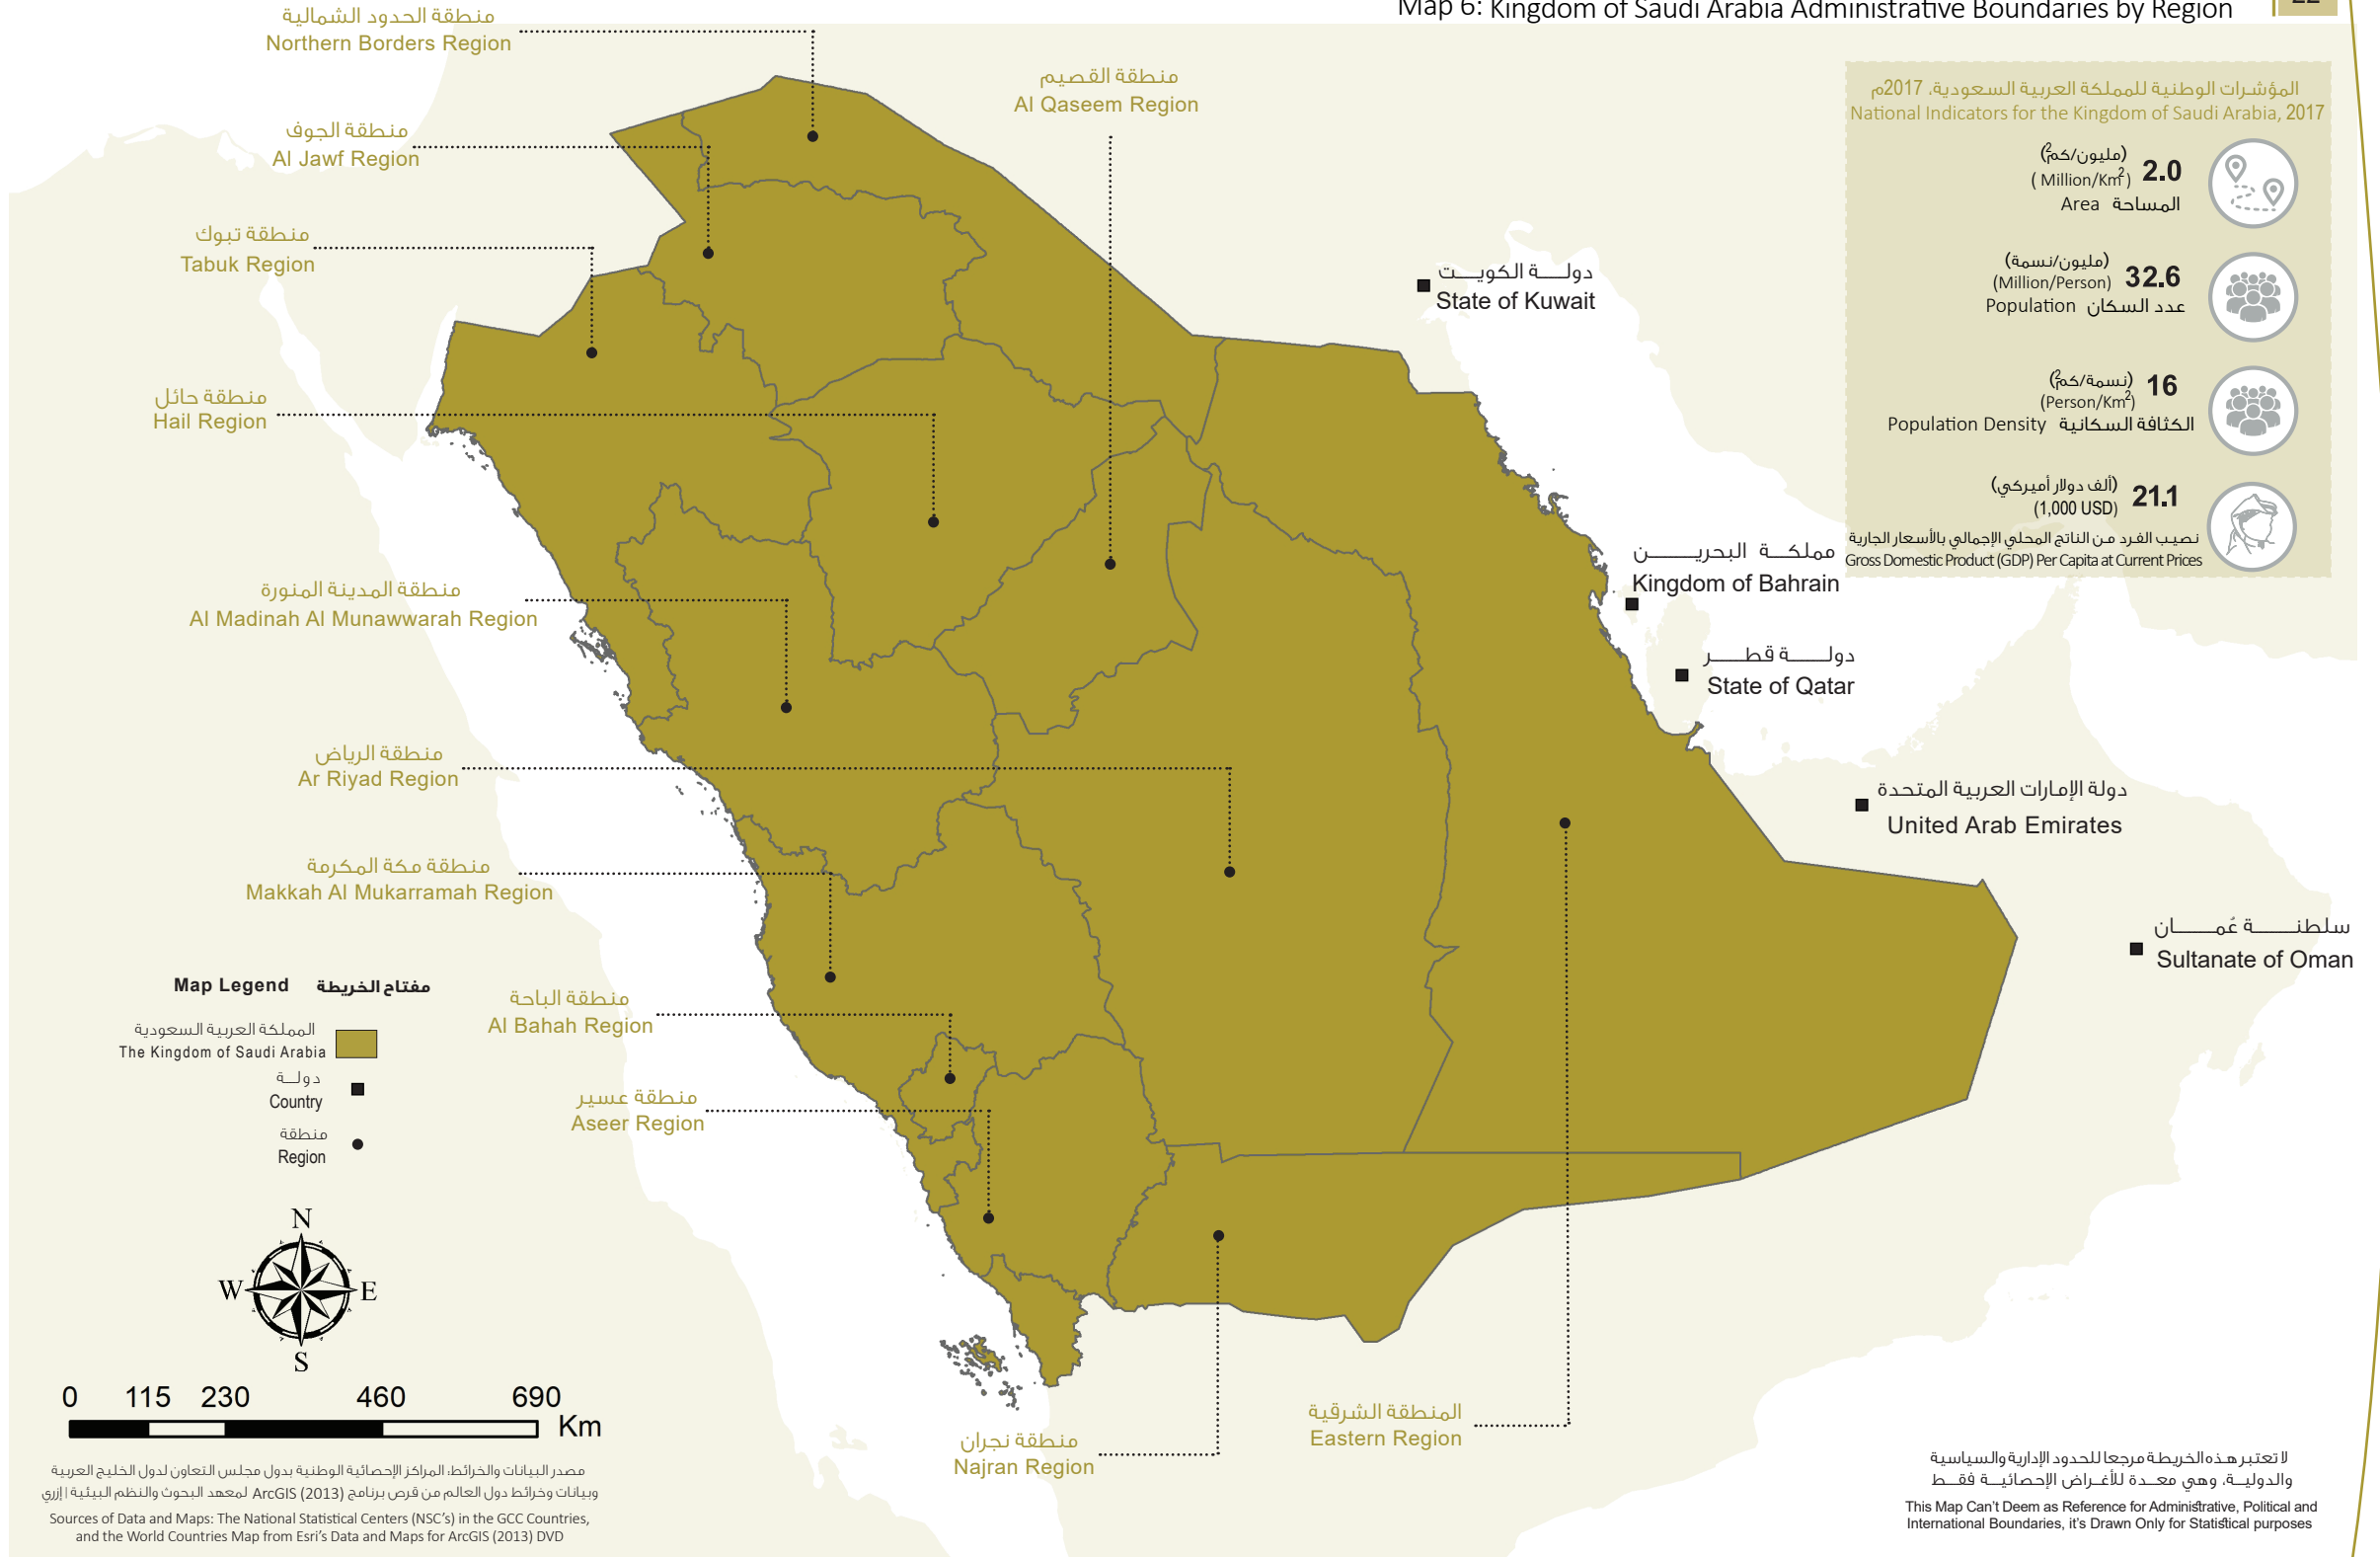 Map 6: Kingdom of Saudi Arabia Administrative Boundaries by Region
منطقة الحدود الشمالية
Northern Borders Region
منطقة القصيم
Al Qaseem Region
منطقة الجوف
Al Jawf Region
منطقة تبوك
Tabuk Region
منطقة حائل
Hail Region
منطقة المدينة المنورة
Al Madinah Al Munawwarah Region
منطقة الرياض
Ar Riyad Region
منطقة مكة المكرمة
Makkah Al Mukarramah Region
منطقة الباحة
Al Bahah Region
منطقة عسير
Aseer Region
منطقة نجران
Najran Region
المنطقة الشرقية
Eastern Region
دولة الكويت
State of Kuwait
مملكة البحرين
Kingdom of Bahrain
دولة قطر
State of Qatar
دولة الإمارات العربية المتحدة
United Arab Emirates
سلطنة عُمان
Sultanate of Oman
المؤشرات الوطنية للمملكة العربية السعودية، 2017م
National Indicators for the Kingdom of Saudi Arabia, 2017
(مليون/كم²)
( Million/Km²) 2.0
Area المساحة
(مليون/نسمة)
(Million/Person) 32.6
Population عدد السكان
(نسمة/كم²)
(Person/Km²) 16
Population Density الكثافة السكانية
(ألف دولار أميركي)
(1,000 USD) 21.1
نصيب الفرد من الناتج المحلي الإجمالي بالأسعار الجارية
Gross Domestic Product (GDP) Per Capita at Current Prices
Map Legend مفتاح الخريطة
المملكة العربية السعودية
The Kingdom of Saudi Arabia
دولة
Country
منطقة
Region
N
W E
S
0 115 230 460 690
Km
مصدر البيانات والخرائط: المراكز الإحصائية الوطنية بدول مجلس التعاون لدول الخليج العربية
وبيانات وخرائط دول العالم من قرص برنامج ArcGIS (2013) لمعهد البحوث والنظم البيئية | إزري
Sources of Data and Maps: The National Statistical Centers (NSC's) in the GCC Countries,
and the World Countries Map from Esri's Data and Maps for ArcGIS (2013) DVD
لا تعتبر هذه الخريطة مرجعا للحدود الإدارية والسياسية
والدولية، وهي معدة للأغراض الإحصائية فقط
This Map Can't Deem as Reference for Administrative, Political and
International Boundaries, it's Drawn Only for Statistical purposes